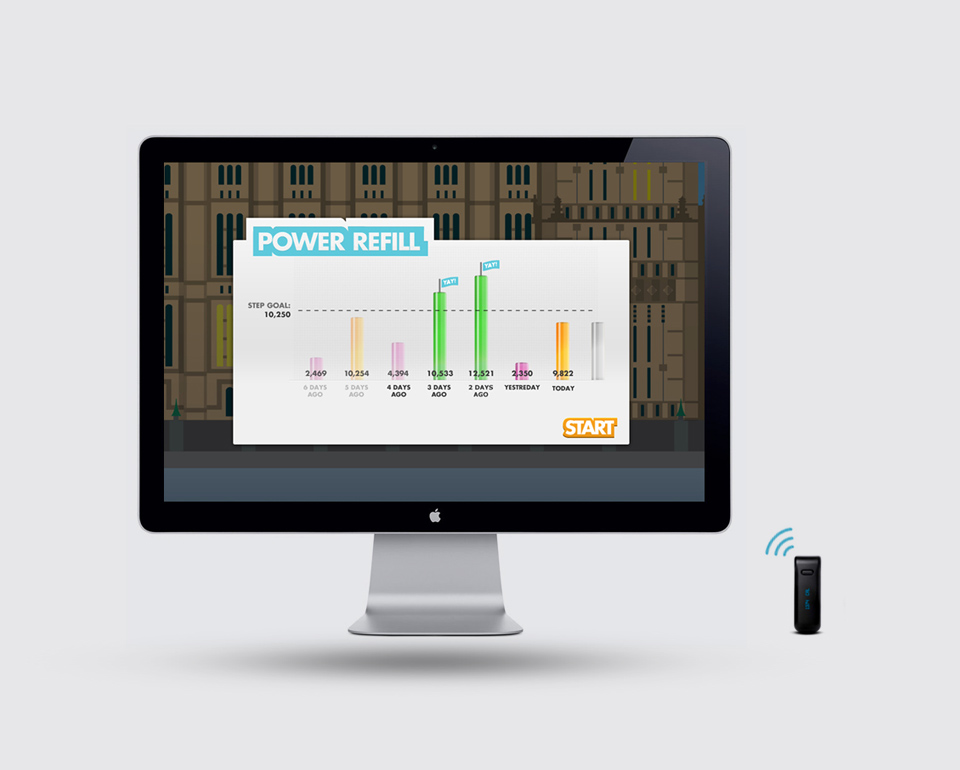 POWER REFILL
YAY!
YAY!
STEP GOAL:
10,250
2,469 10,254 4,394 10,533 12,521 2,350 9,822
6 DAYS AGO
5 DAYS AGO
4 DAYS AGO
3 DAYS AGO
2 DAYS AGO
YESTREDAY
TODAY
START